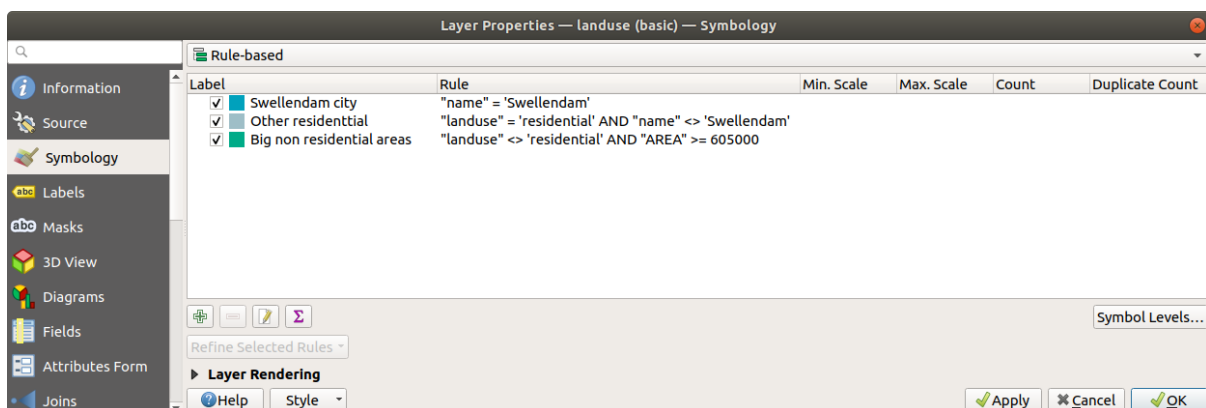 Layer Properties — landuse (basic) — Symbology
Rule-based
Information
Source
Symbology
abc Labels
abc Masks
3D View
Diagrams
Fields
Attributes Form
Joins
Label Rule Min. Scale Max. Scale Count Duplicate Count
Swellendam city "name" = 'Swellendam'
Other residenttial "landuse" = 'residential' AND "name" <> 'Swellendam'
Big non residential areas "landuse" <> 'residential' AND "AREA" >= 605000
Σ
Symbol Levels…
Refine Selected Rules
Layer Rendering
Help Style Apply Cancel OK